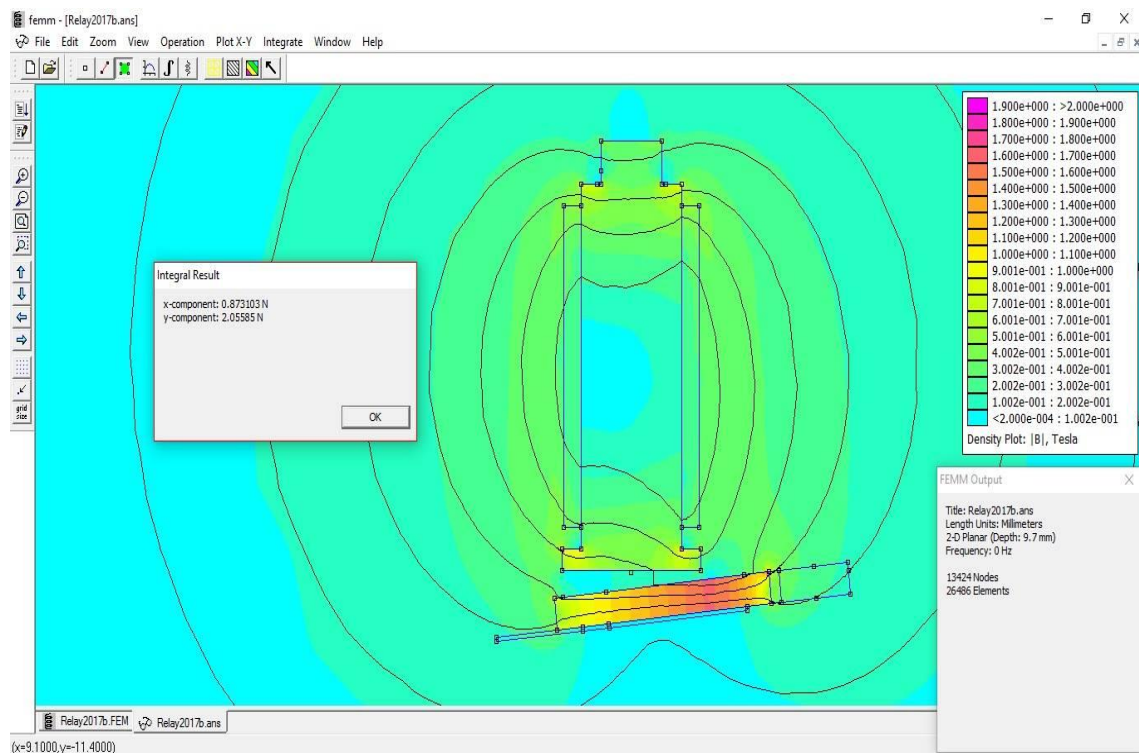 femm - [Relay2017b.ans]
File Edit Zoom View Operation Plot X-Y Integrate Window Help
grid size
Integral Result
x-component: 0.873103 N
y-component: 2.05585 N
OK
1.900e+000 : >2.000e+000
1.800e+000 : 1.900e+000
1.700e+000 : 1.800e+000
1.600e+000 : 1.700e+000
1.500e+000 : 1.600e+000
1.400e+000 : 1.500e+000
1.300e+000 : 1.400e+000
1.200e+000 : 1.300e+000
1.100e+000 : 1.200e+000
1.000e+000 : 1.100e+000
9.001e-001 : 1.000e+000
8.001e-001 : 9.001e-001
7.001e-001 : 8.001e-001
6.001e-001 : 7.001e-001
5.001e-001 : 6.001e-001
4.002e-001 : 5.001e-001
3.002e-001 : 4.002e-001
2.002e-001 : 3.002e-001
1.002e-001 : 2.002e-001
<2.000e-004 : 1.002e-001
Density Plot: |B|, Tesla
FEMM Output
Title: Relay2017b.ans
Length Units: Millimeters
2-D Planar (Depth: 9.7 mm)
Frequency: 0 Hz
13424 Nodes
26486 Elements
Relay2017b.FEM Relay2017b.ans
(x=9.1000,y=-11.4000)